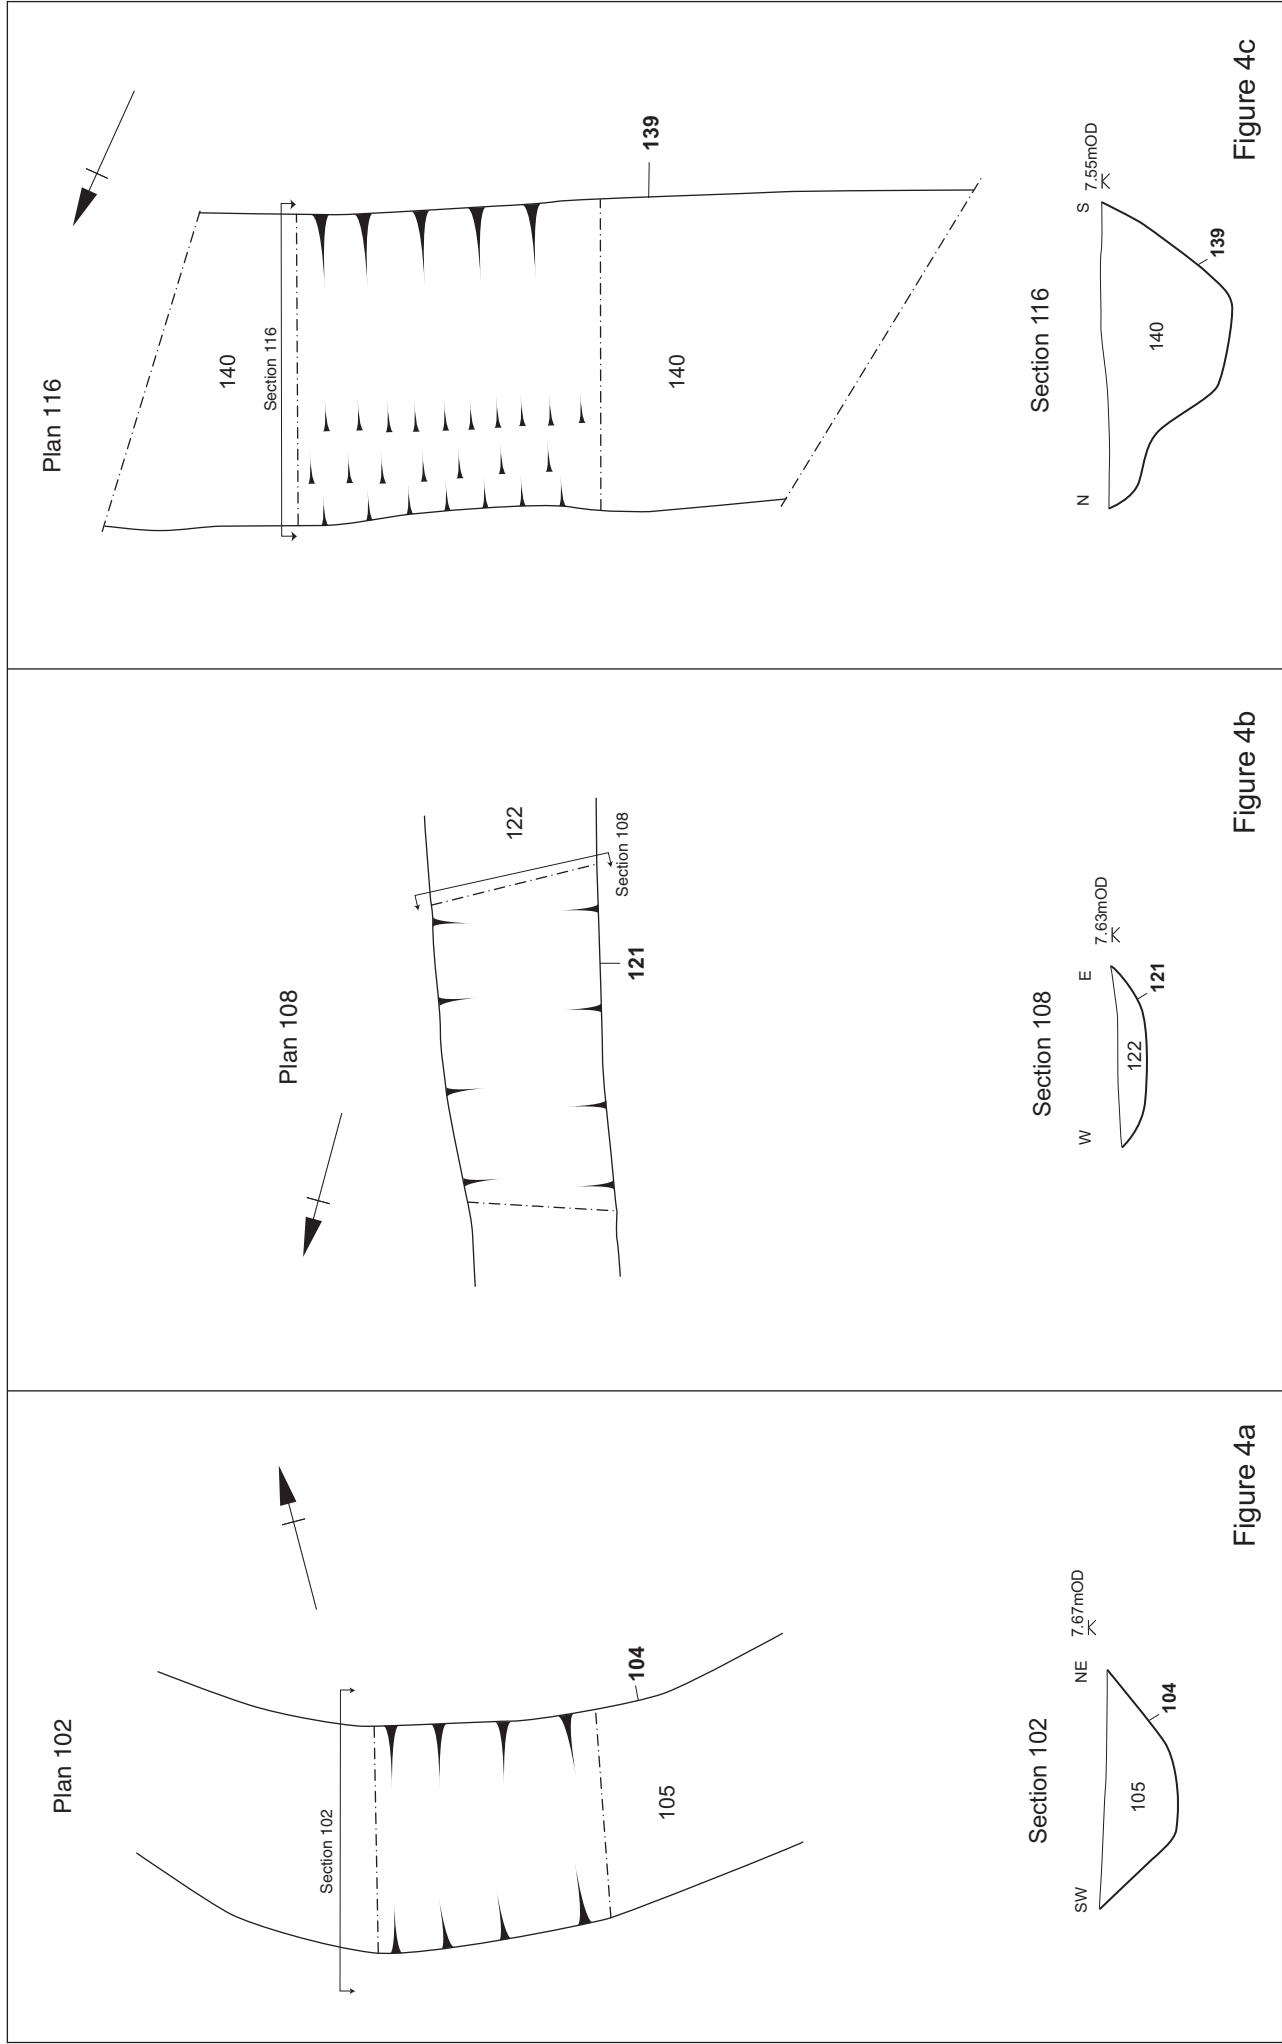 Plan 102
Section 102
104
105
Section 102
SW
NE
7.67mOD
105
104
Figure 4a
Plan 108
122
Section 108
121
Section 108
W
E
7.63mOD
122
121
Figure 4b
Plan 116
140
Section 116
139
140
Section 116
N
S
7.55mOD
140
139
Figure 4c